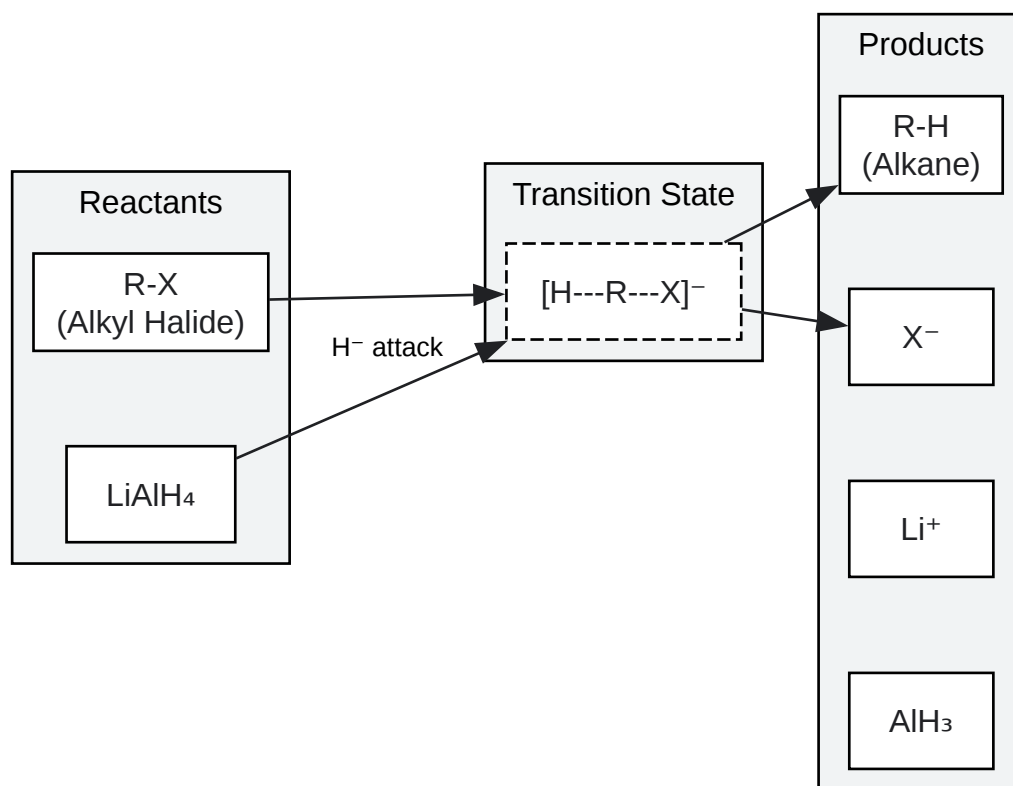 Reactants
R-X
(Alkyl Halide)
LiAlH₄
H⁻ attack
Transition State
[H---R---X]⁻
Products
R-H
(Alkane)
X⁻
Li⁺
AlH₃